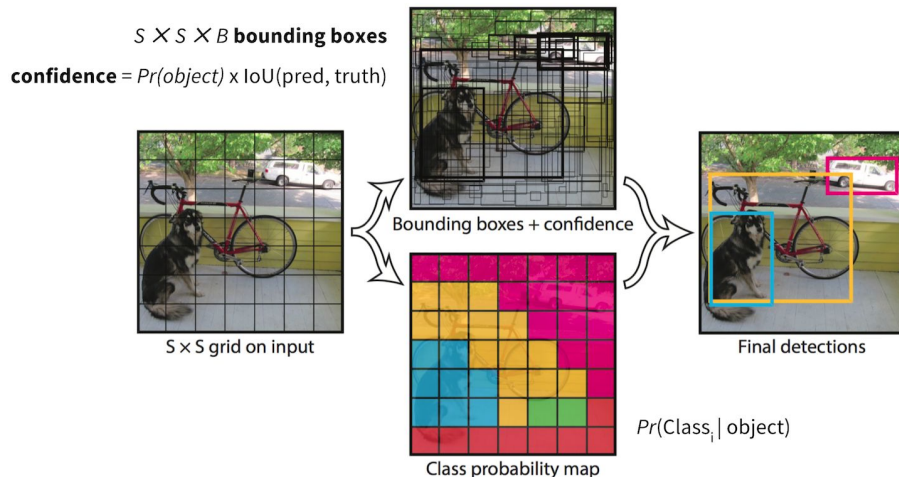 S × S × B bounding boxes
confidence = Pr(object) x IoU(pred, truth)
S × S grid on input
Bounding boxes + confidence
Class probability map
Pr(Classᵢ | object)
Final detections